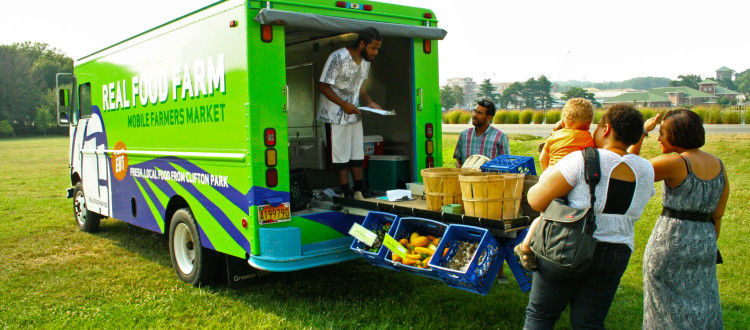 REAL FOOD FARM
MOBILE FARMERS MARKET
EBT
FRESH, LOCAL FOOD FROM CLIFTON PARK